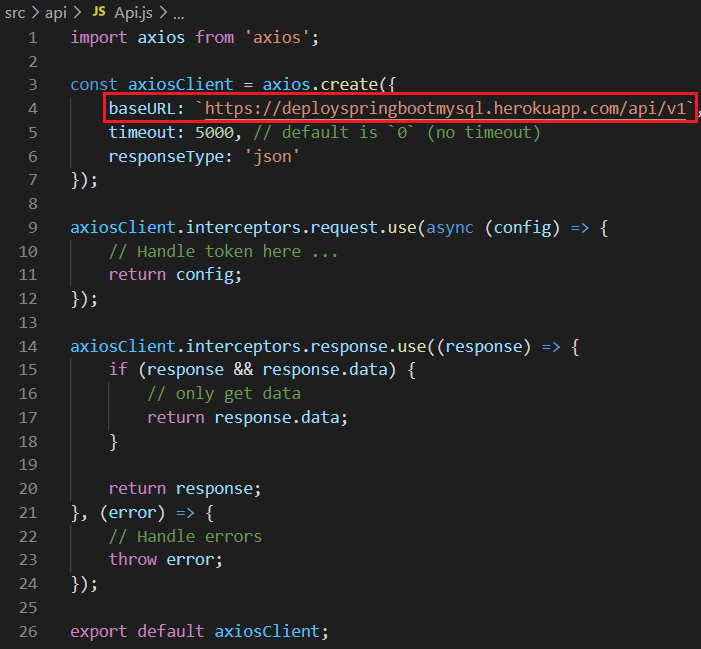 src > api > JS Api.js > ...
1 import axios from 'axios';
2
3 const axiosClient = axios.create({
4     baseURL: `https://deployspringbootmysql.herokuapp.com/api/v1`,
5     timeout: 5000, // default is `0` (no timeout)
6     responseType: 'json'
7 });
8
9 axiosClient.interceptors.request.use(async (config) => {
10     // Handle token here ...
11     return config;
12 });
13
14 axiosClient.interceptors.response.use((response) => {
15     if (response && response.data) {
16         // only get data
17         return response.data;
18     }
19
20     return response;
21 }, (error) => {
22     // Handle errors
23     throw error;
24 });
25
26 export default axiosClient;